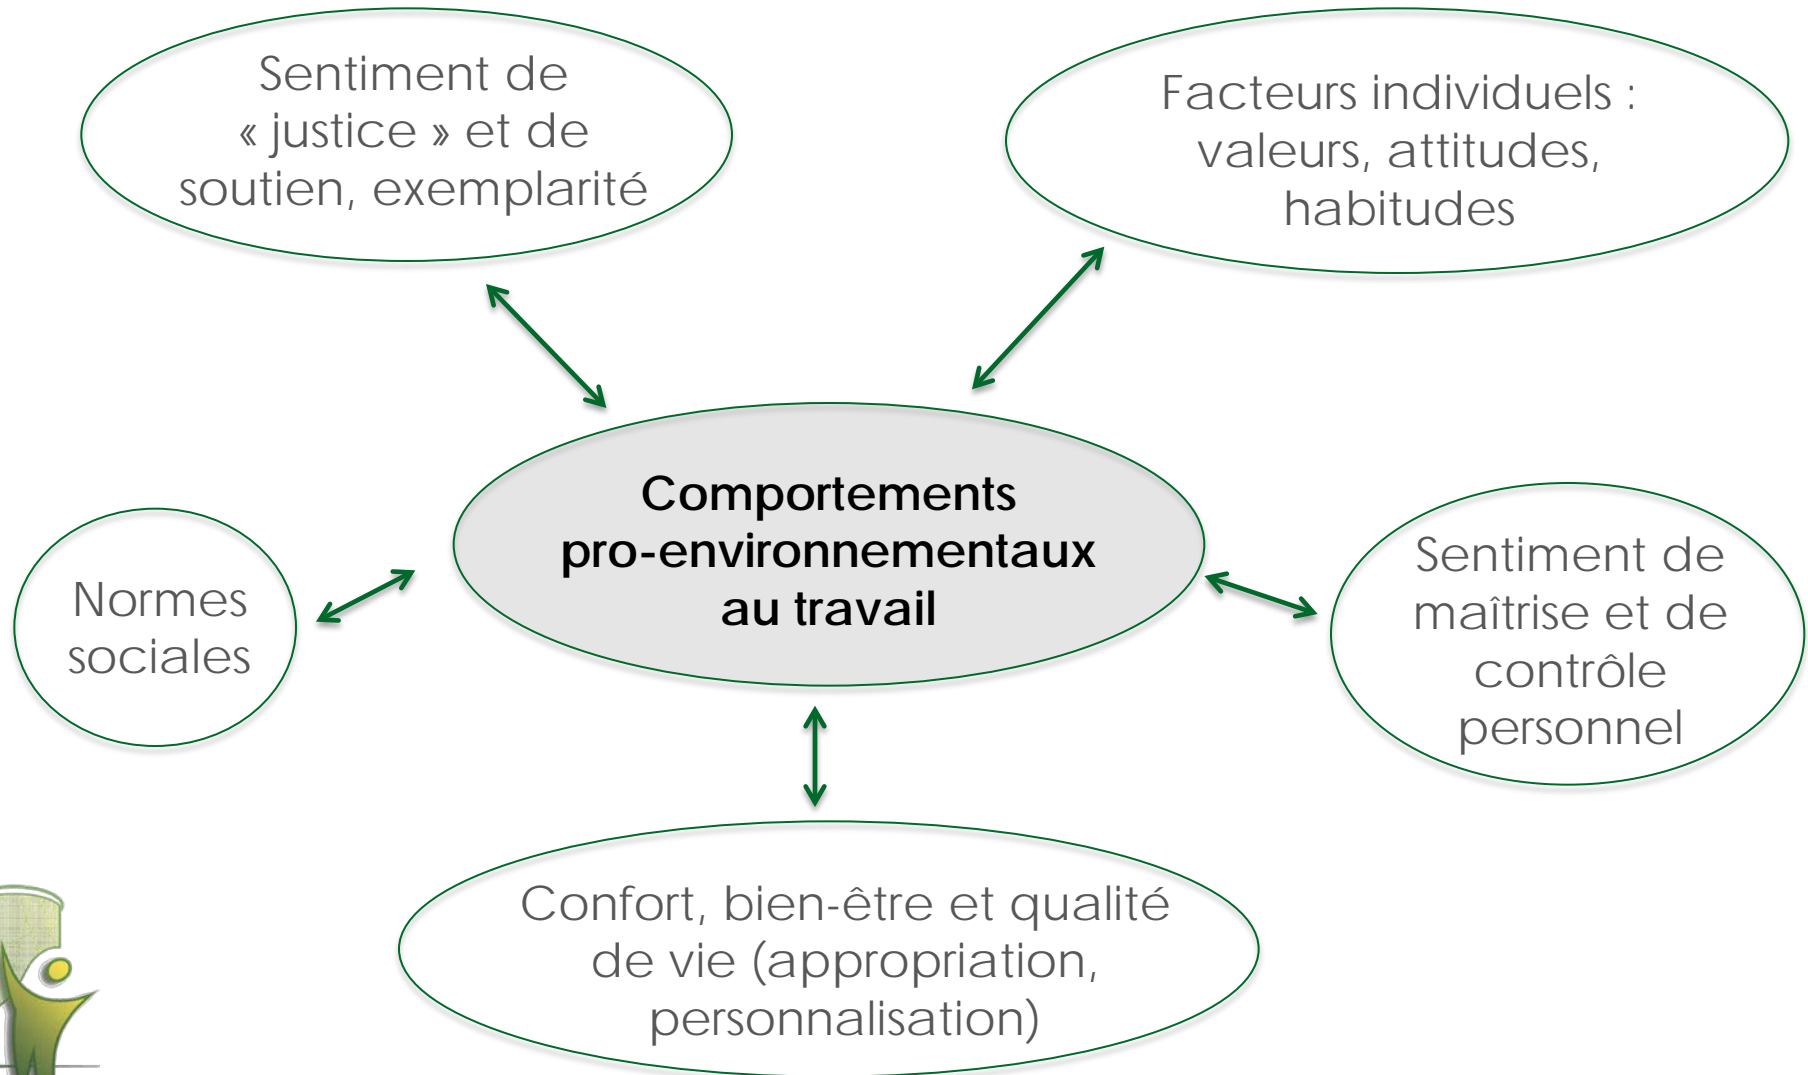 Sentiment de
« justice » et de
soutien, exemplarité
Facteurs individuels :
valeurs, attitudes,
habitudes
Comportements
pro-environnementaux
au travail
Normes
sociales
Sentiment de
maîtrise et de
contrôle
personnel
Confort, bien-être et qualité
de vie (appropriation,
personnalisation)